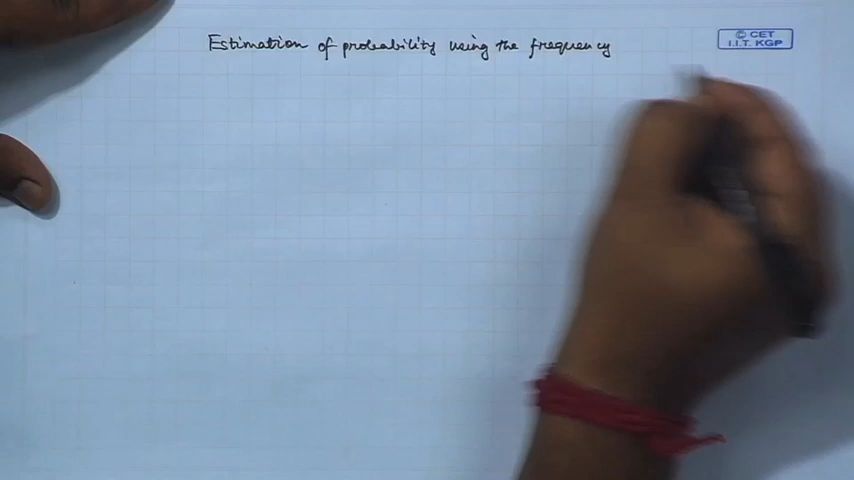 Estimation of probability using the frequency
© CET
I.I.T. KGP